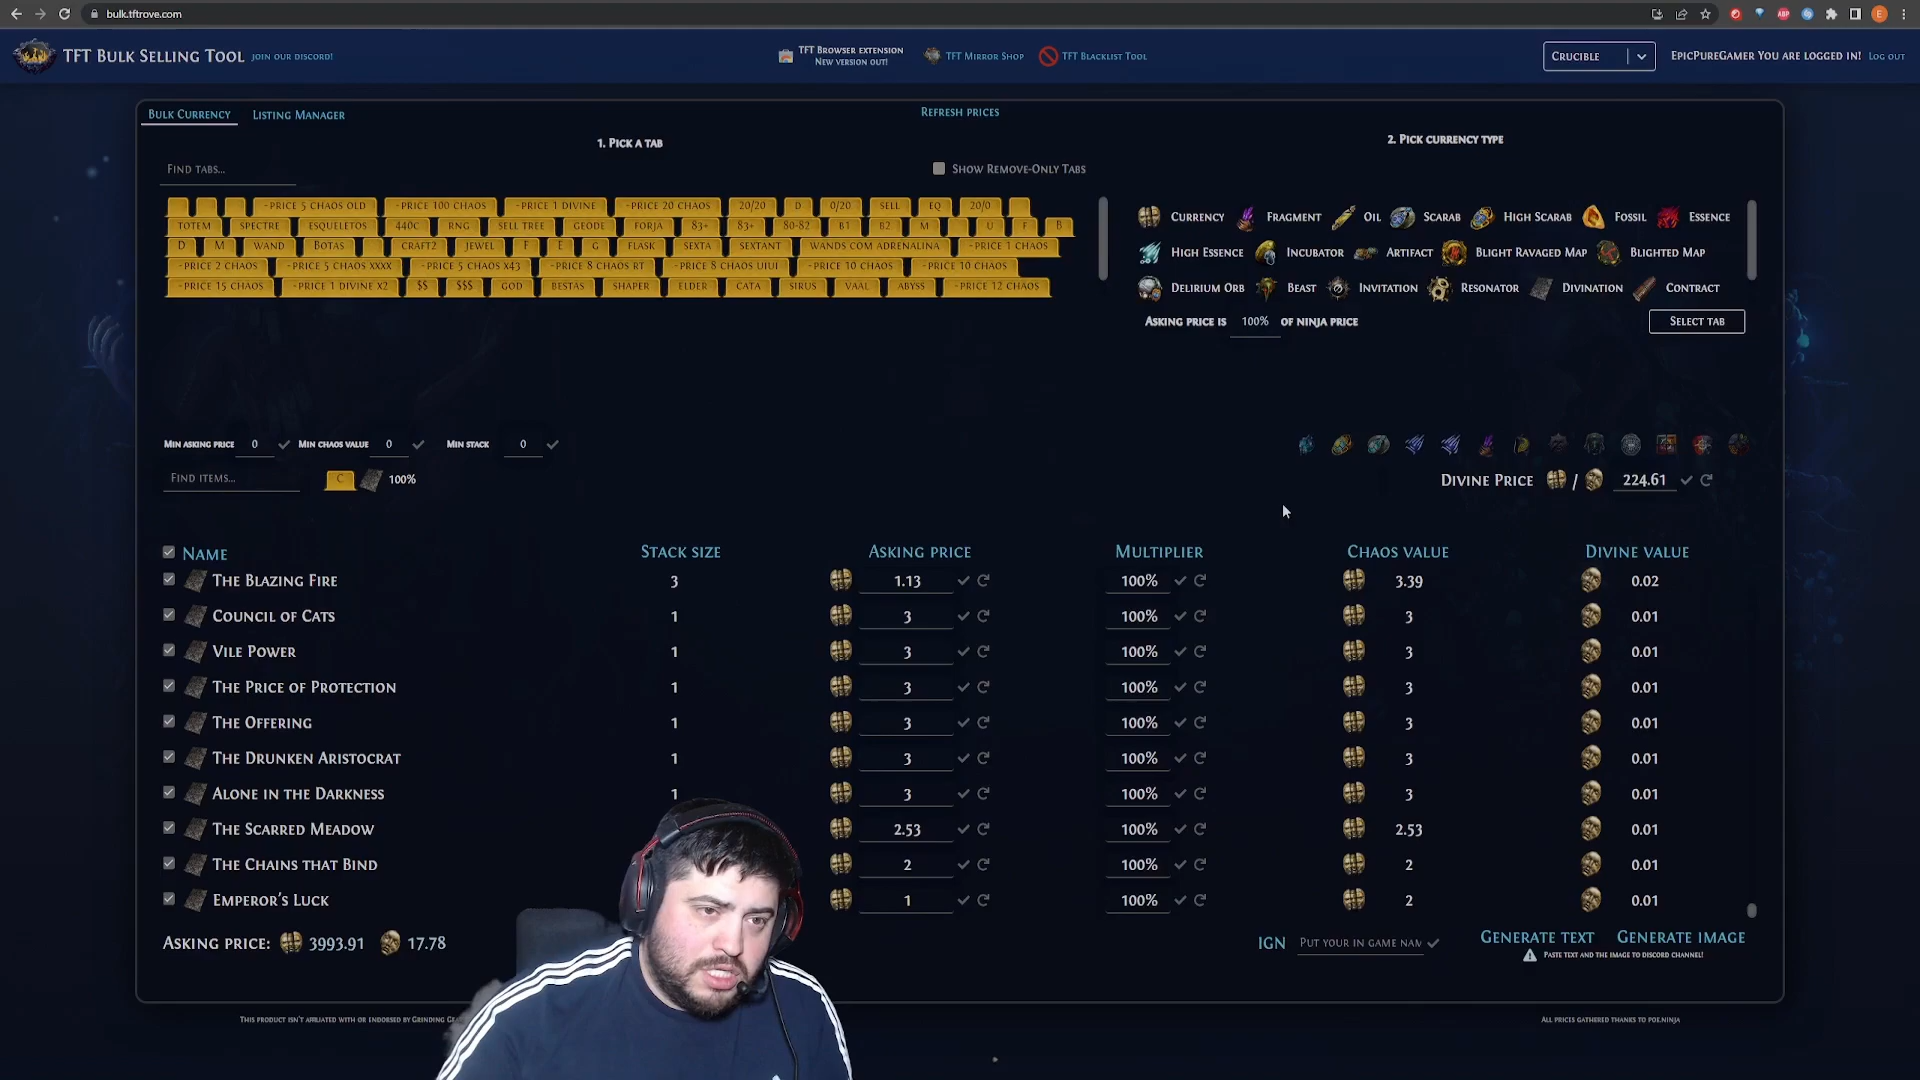 bulk.tftrove.com
TFT Bulk Selling Tool Join our Discord!
TFT Browser extension
New version out!
TFT Mirror Shop
TFT Blacklist Tool
Crucible
EpicPureGamer You are logged in! Log out
Bulk Currency Listing Manager
Refresh prices
1. Pick a tab
2. Pick currency type
Find tabs...
Show Remove-Only Tabs
~price 5 chaos old ~price 100 chaos ~price 1 divine ~price 20 chaos 20/20 D 0/20 sell EQ 20/0
totem spectre esqueletos 440c RNG sell tree geode forja 83+ 83+ 80-82 B1 B2 M U F B
D M wand Botas craft2 jewel F E G flask sexta sextant wands com adrenalina ~price 1 chaos
~price 2 chaos ~price 5 chaos xxxx ~price 5 chaos x43 ~price 8 chaos rt ~price 8 chaos uiui ~price 10 chaos ~price 10 chaos
~price 15 chaos ~price 1 divine x2 $$ $$$ god bestas shaper elder cata sirus vaal abyss ~price 12 chaos
Currency Fragment Oil Scarab High Scarab Fossil Essence
High Essence Incubator Artifact Blight Ravaged Map Blighted Map
Delirium Orb Beast Invitation Resonator Divination Contract
Asking price is 100% of ninja price
Select tab
Min asking price 0 Min chaos value 0 Min stack 0
Find items...
C 100%
Divine Price / 224.61
Name Stack size Asking price Multiplier Chaos value Divine value
The Blazing Fire 3 1.13 100% 3.39 0.02
Council of Cats 1 3 100% 3 0.01
Vile Power 1 3 100% 3 0.01
The Price of Protection 1 3 100% 3 0.01
The Offering 1 3 100% 3 0.01
The Drunken Aristocrat 1 3 100% 3 0.01
Alone in the Darkness 1 3 100% 3 0.01
The Scarred Meadow 2.53 100% 2.53 0.01
The Chains that Bind 2 100% 2 0.01
Emperor's Luck 1 100% 2 0.01
Asking price: 3993.91 17.78
IGN Put your in game nam
Generate text Generate image
Paste text and the image to discord channel!
This product isn't affiliated with or endorsed by Grinding Ge
All prices gathered thanks to poe.ninja